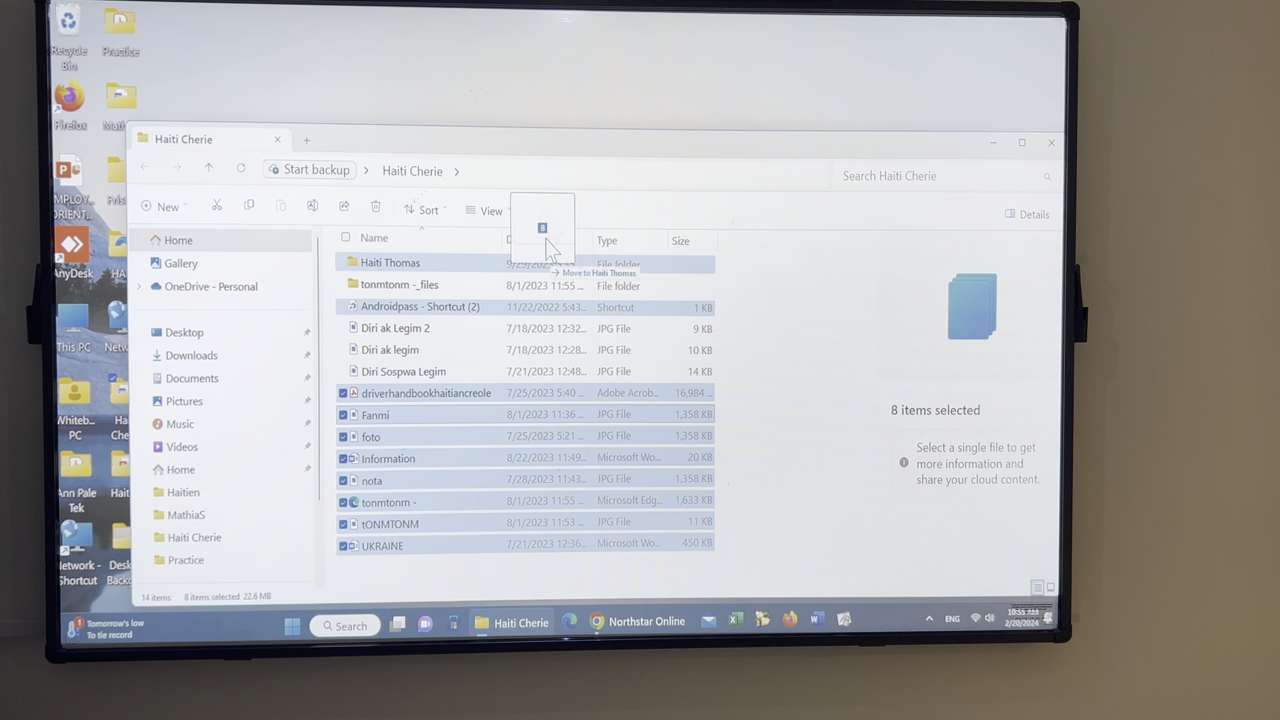 Recycle Bin
Practice
Firefox
EMPLOY... ORIENT...
AnyDesk
This PC
Whiteb... PC
Ann Pale Tek
Network - Shortcut
Haiti Cherie
Start backup > Haiti Cherie >
Search Haiti Cherie
New
Sort
View
Details
Home
Gallery
OneDrive - Personal
Desktop
Downloads
Documents
Pictures
Music
Videos
Home
Haitien
MathiaS
Haiti Cherie
Practice
Name Type Size
Haiti Thomas File folder
Move to Haiti Thomas
tonmtonm -_files 8/1/2023 11:55 ... File folder
Androidpass - Shortcut (2) 11/22/2022 5:43... Shortcut 1 KB
Diri ak Legim 2 7/18/2023 12:32... JPG File 9 KB
Diri ak legim 7/18/2023 12:28... JPG File 10 KB
Diri Sospwa Legim 7/21/2023 12:48... JPG File 14 KB
driverhandbookhaitiancreole 7/25/2023 5:40 ... Adobe Acrob... 16,984 ...
Fanmi 8/1/2023 11:36 ... JPG File 1,358 KB
foto 7/25/2023 5:21 ... JPG File 1,358 KB
Information 8/22/2023 11:49... Microsoft Wo... 20 KB
nota 7/28/2023 11:43... JPG File 1,358 KB
tonmtonm - 8/1/2023 11:55 ... Microsoft Edg... 1,633 KB
tONMTONM 8/1/2023 11:53 ... JPG File 11 KB
UKRAINE 7/21/2023 12:36... Microsoft Wo... 450 KB
8
8 items selected
Select a single file to get
more information and
share your cloud content.
14 items 8 items selected 22.6 MB
Tomorrow's low
To tie record
Search
Haiti Cherie
Northstar Online
ENG
10:55 AM
2/20/2024